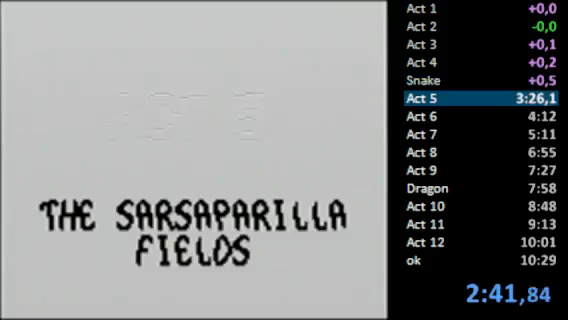 THE SARSAPARILLA
FIELDS
Act 1 +0,0
Act 2 -0,0
Act 3 +0,1
Act 4 +0,2
Snake +0,5
Act 5 3:26,1
Act 6 4:12
Act 7 5:11
Act 8 6:55
Act 9 7:27
Dragon 7:58
Act 10 8:48
Act 11 9:13
Act 12 10:01
ok 10:29
2:41,84